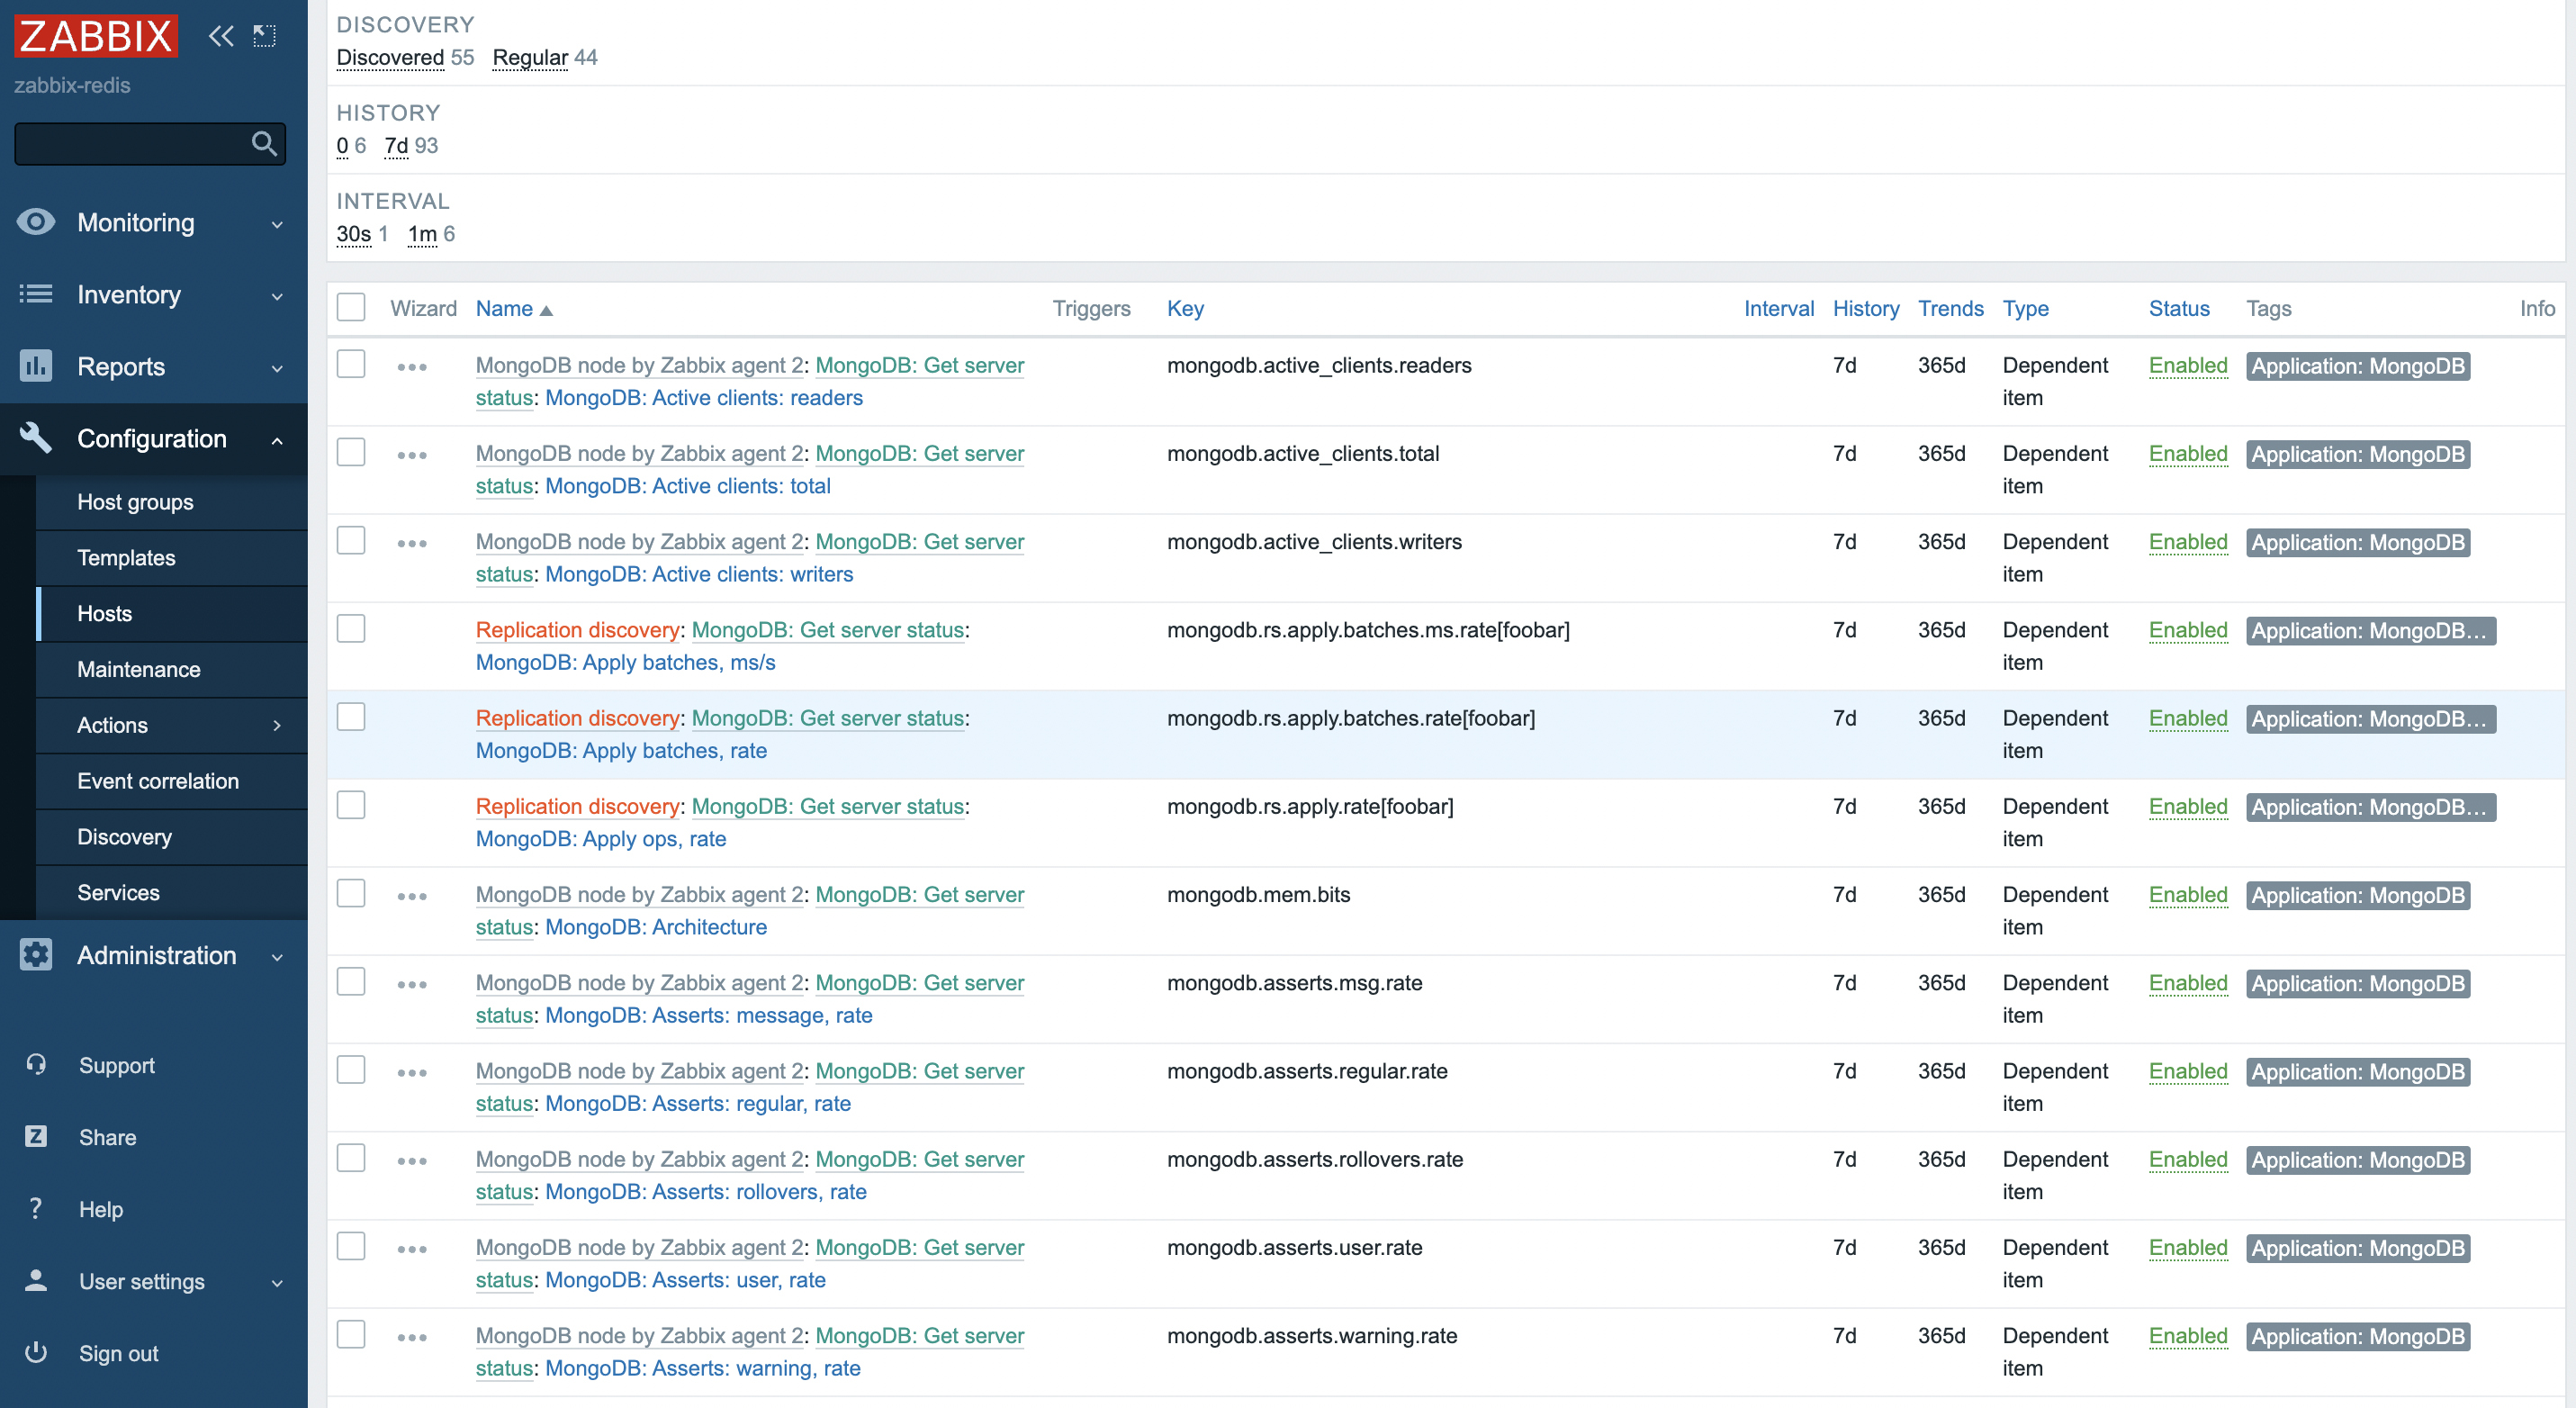 ZABBIX
zabbix-redis
Monitoring
Inventory
Reports
Configuration
Host groups
Templates
Hosts
Maintenance
Actions
Event correlation
Discovery
Services
Administration
Support
Share
Help
User settings
Sign out
DISCOVERY
Discovered 55 Regular 44
HISTORY
0 6 7d 93
INTERVAL
30s 1 1m 6
Wizard Name Triggers Key Interval History Trends Type Status Tags Info
MongoDB node by Zabbix agent 2: MongoDB: Get server mongodb.active_clients.readers 7d 365d Dependent Enabled Application: MongoDB
status: MongoDB: Active clients: readers item
MongoDB node by Zabbix agent 2: MongoDB: Get server mongodb.active_clients.total 7d 365d Dependent Enabled Application: MongoDB
status: MongoDB: Active clients: total item
MongoDB node by Zabbix agent 2: MongoDB: Get server mongodb.active_clients.writers 7d 365d Dependent Enabled Application: MongoDB
status: MongoDB: Active clients: writers item
Replication discovery: MongoDB: Get server status: mongodb.rs.apply.batches.ms.rate[foobar] 7d 365d Dependent Enabled Application: MongoDB...
MongoDB: Apply batches, ms/s item
Replication discovery: MongoDB: Get server status: mongodb.rs.apply.batches.rate[foobar] 7d 365d Dependent Enabled Application: MongoDB...
MongoDB: Apply batches, rate item
Replication discovery: MongoDB: Get server status: mongodb.rs.apply.rate[foobar] 7d 365d Dependent Enabled Application: MongoDB...
MongoDB: Apply ops, rate item
MongoDB node by Zabbix agent 2: MongoDB: Get server mongodb.mem.bits 7d 365d Dependent Enabled Application: MongoDB
status: MongoDB: Architecture item
MongoDB node by Zabbix agent 2: MongoDB: Get server mongodb.asserts.msg.rate 7d 365d Dependent Enabled Application: MongoDB
status: MongoDB: Asserts: message, rate item
MongoDB node by Zabbix agent 2: MongoDB: Get server mongodb.asserts.regular.rate 7d 365d Dependent Enabled Application: MongoDB
status: MongoDB: Asserts: regular, rate item
MongoDB node by Zabbix agent 2: MongoDB: Get server mongodb.asserts.rollovers.rate 7d 365d Dependent Enabled Application: MongoDB
status: MongoDB: Asserts: rollovers, rate item
MongoDB node by Zabbix agent 2: MongoDB: Get server mongodb.asserts.user.rate 7d 365d Dependent Enabled Application: MongoDB
status: MongoDB: Asserts: user, rate item
MongoDB node by Zabbix agent 2: MongoDB: Get server mongodb.asserts.warning.rate 7d 365d Dependent Enabled Application: MongoDB
status: MongoDB: Asserts: warning, rate item